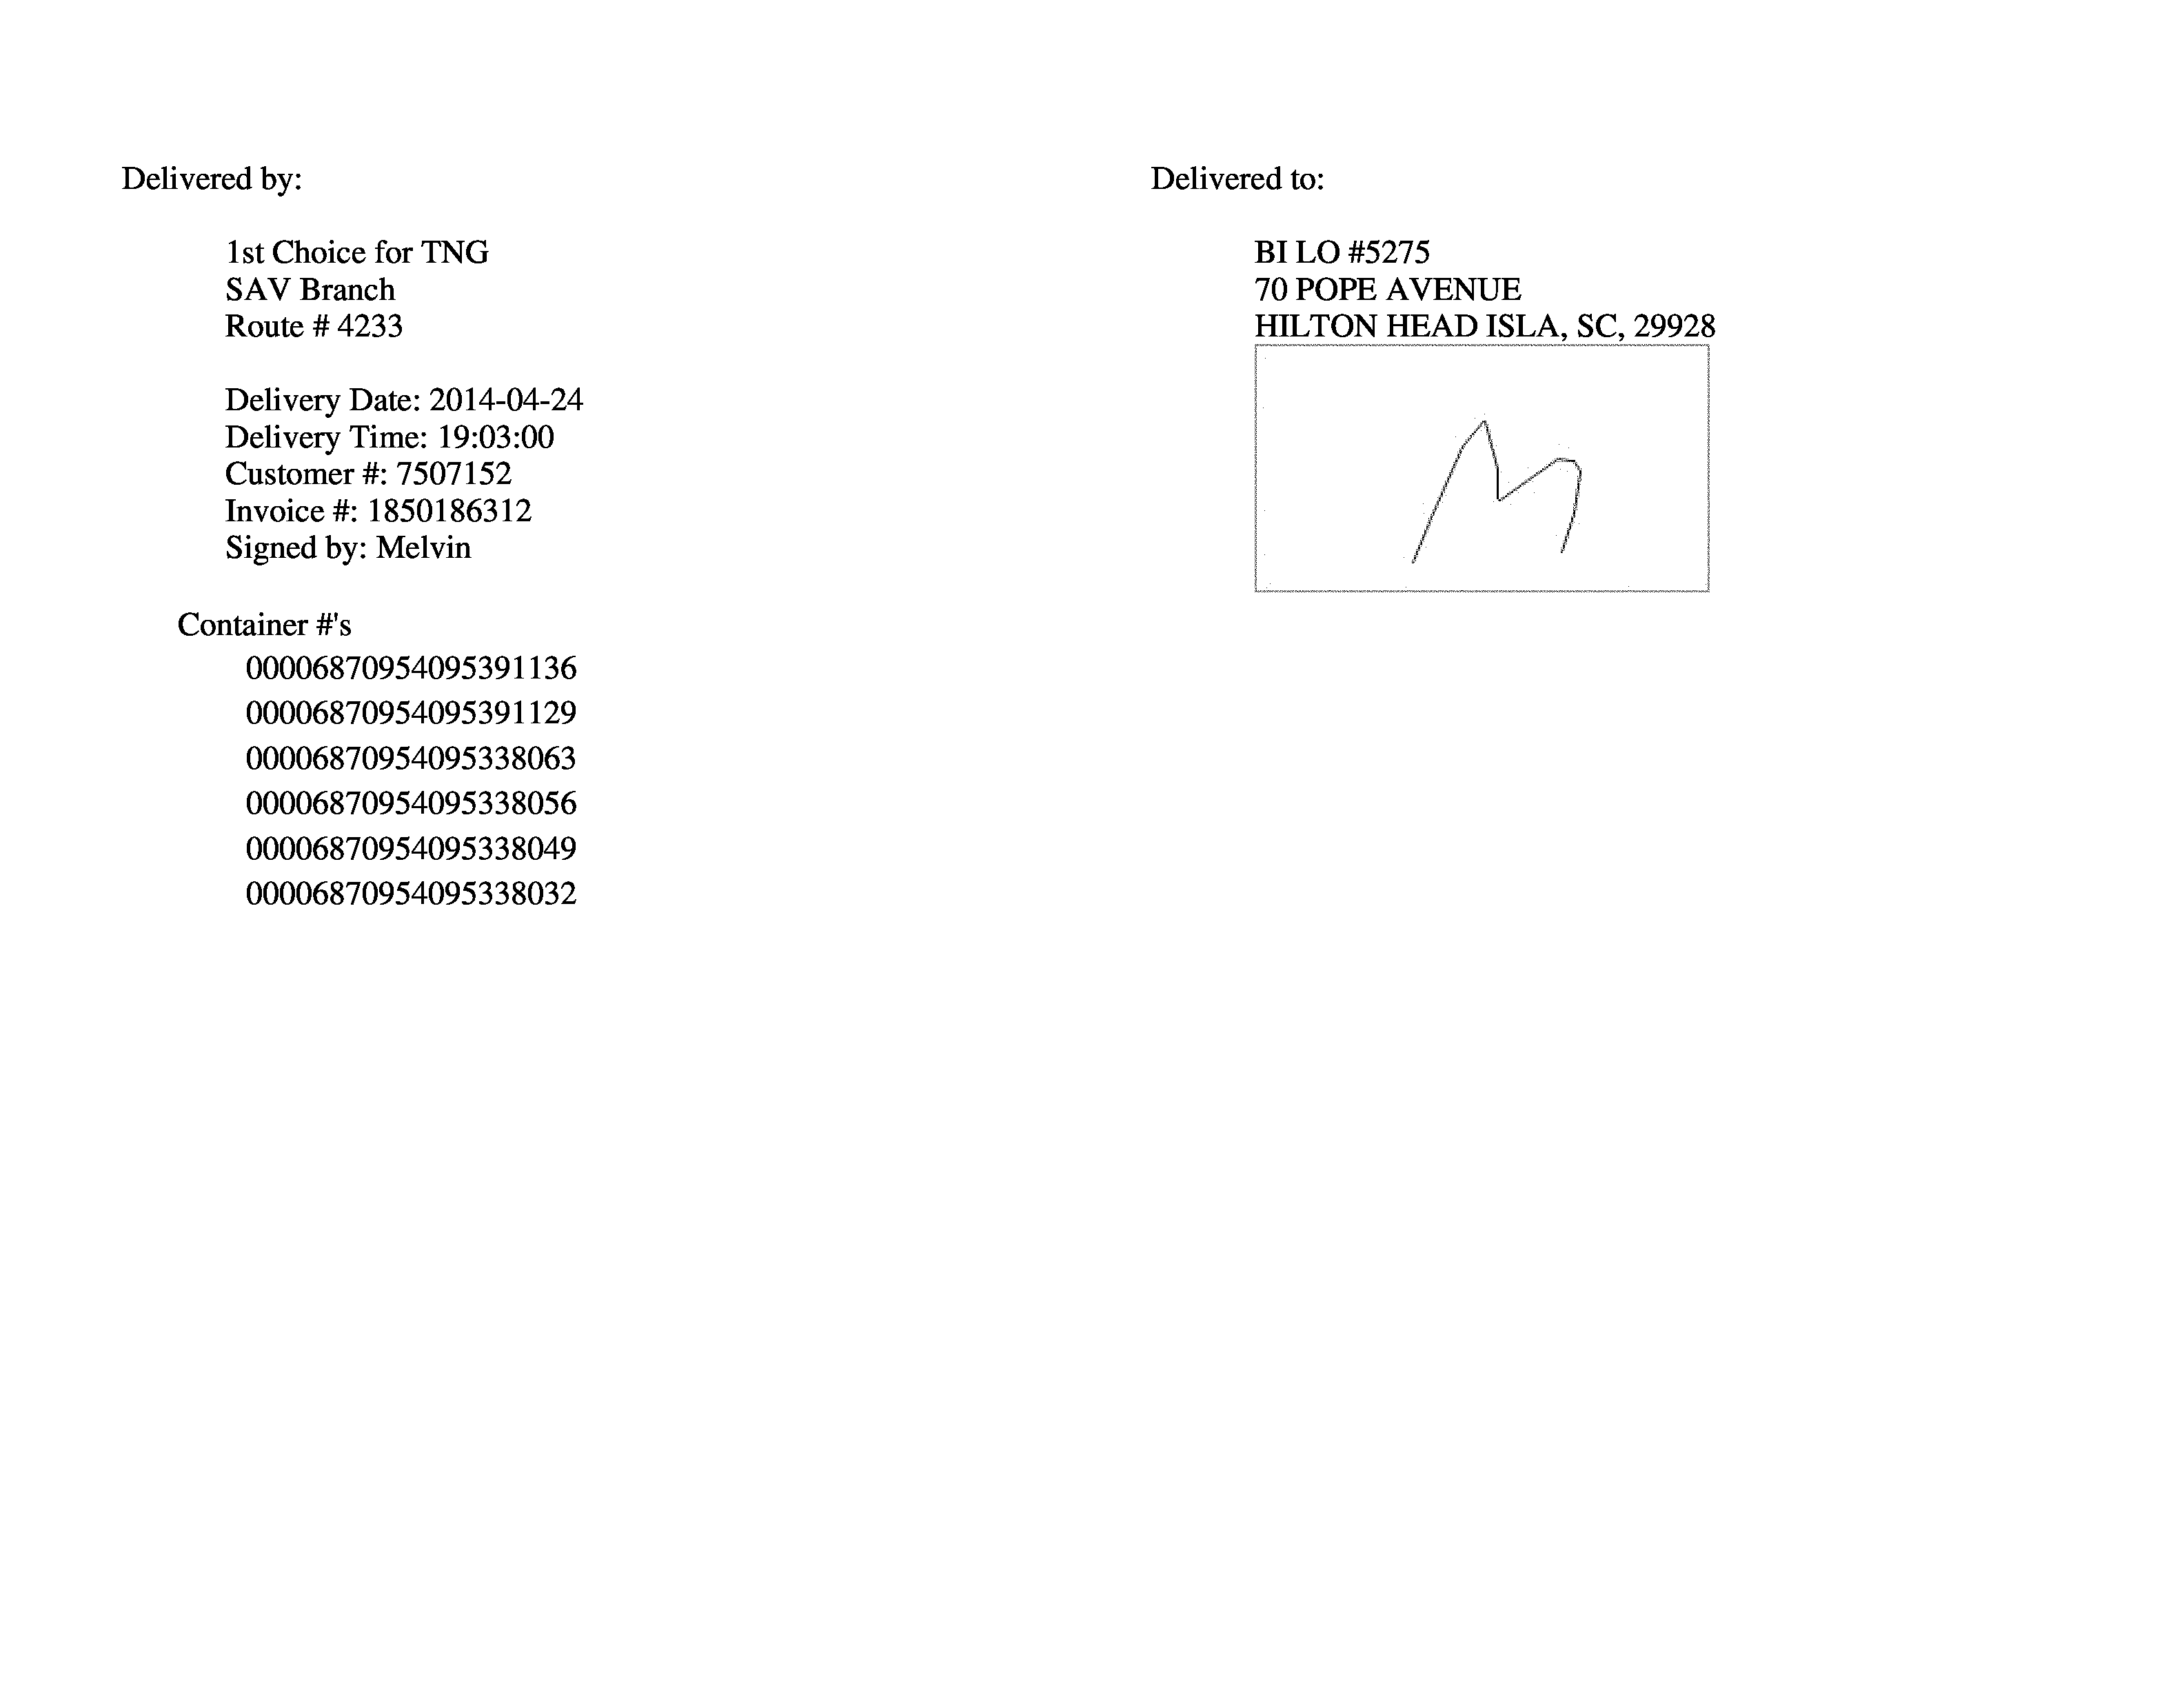 Delivered by:
1st Choice for TNG
SAV Branch
Route # 4233
Delivery Date: 2014-04-24
Delivery Time: 19:03:00
Customer #: 7507152
Invoice #: 1850186312
Signed by: Melvin
Container #'s
00006870954095391136
00006870954095391129
00006870954095338063
00006870954095338056
00006870954095338049
00006870954095338032
Delivered to:
BI LO #5275
70 POPE AVENUE
HILTON HEAD ISLA, SC, 29928
M